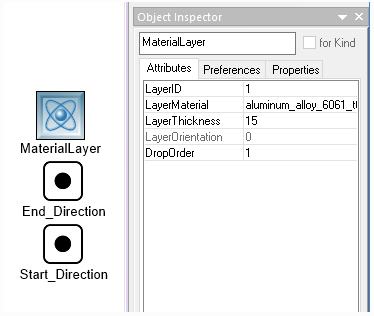 Object Inspector
MaterialLayer
for Kind
Attributes Preferences Properties
LayerID 1
LayerMaterial aluminum_alloy_6061_t
LayerThickness 15
LayerOrientation 0
DropOrder 1
MaterialLayer
End_Direction
Start_Direction